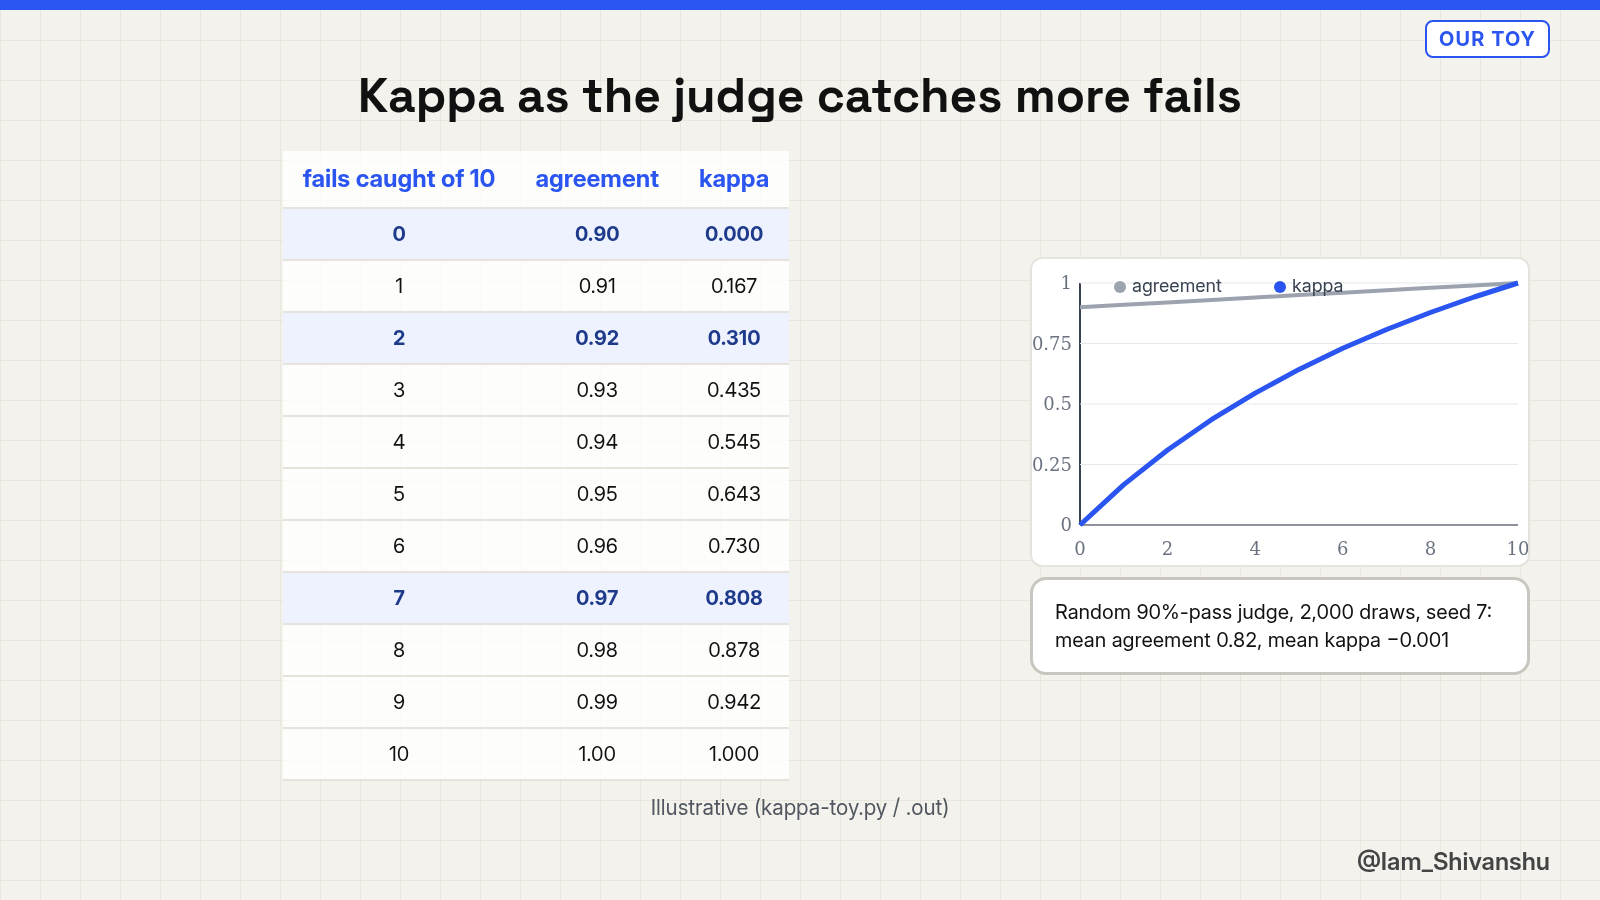 OUR TOY
Kappa as the judge catches more fails
fails caught of 10 agreement kappa
0 0.90 0.000
1 0.91 0.167
2 0.92 0.310
3 0.93 0.435
4 0.94 0.545
5 0.95 0.643
6 0.96 0.730
7 0.97 0.808
8 0.98 0.878
9 0.99 0.942
10 1.00 1.000
agreement kappa
1
0.75
0.5
0.25
0
0 2 4 6 8 10
Random 90%-pass judge, 2,000 draws, seed 7:
mean agreement 0.82, mean kappa −0.001
Illustrative (kappa-toy.py / .out)
@Iam_Shivanshu